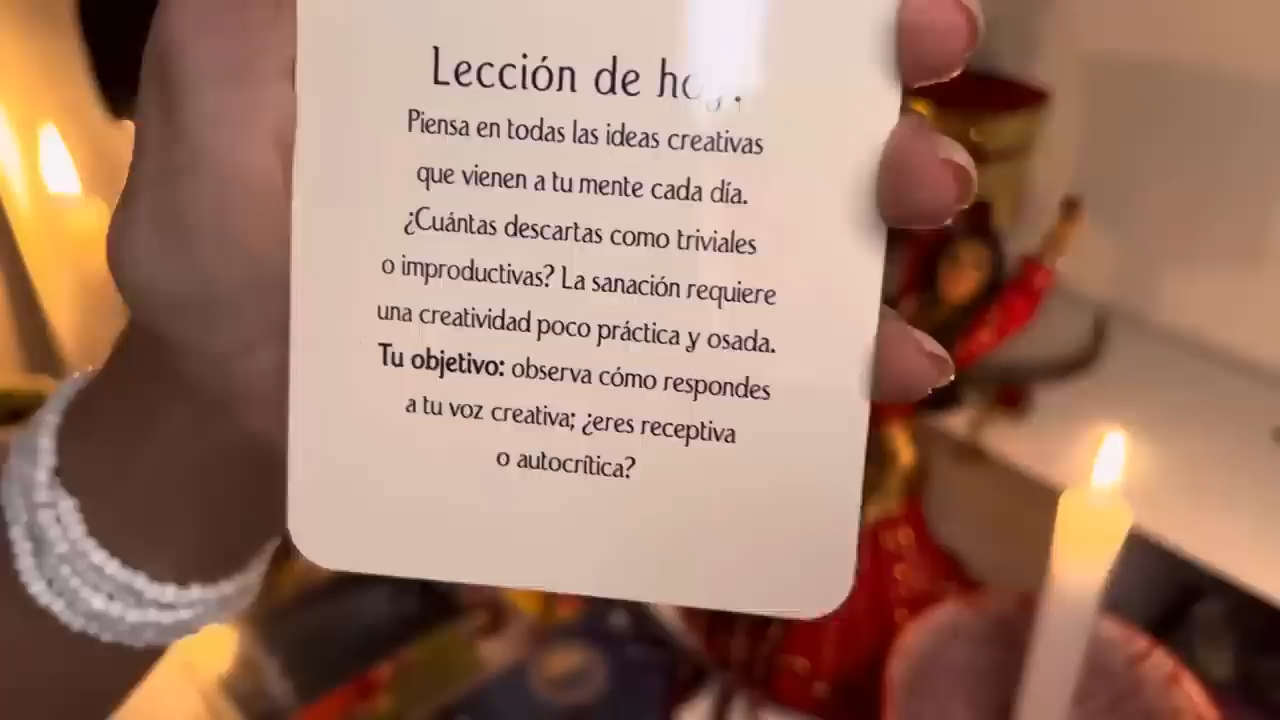 Lección de hoy:
Piensa en todas las ideas creativas
que vienen a tu mente cada día.
¿Cuántas descartas como triviales
o improductivas? La sanación requiere
una creatividad poco práctica y osada.
Tu objetivo: observa cómo respondes
a tu voz creativa; ¿eres receptiva
o autocrítica?